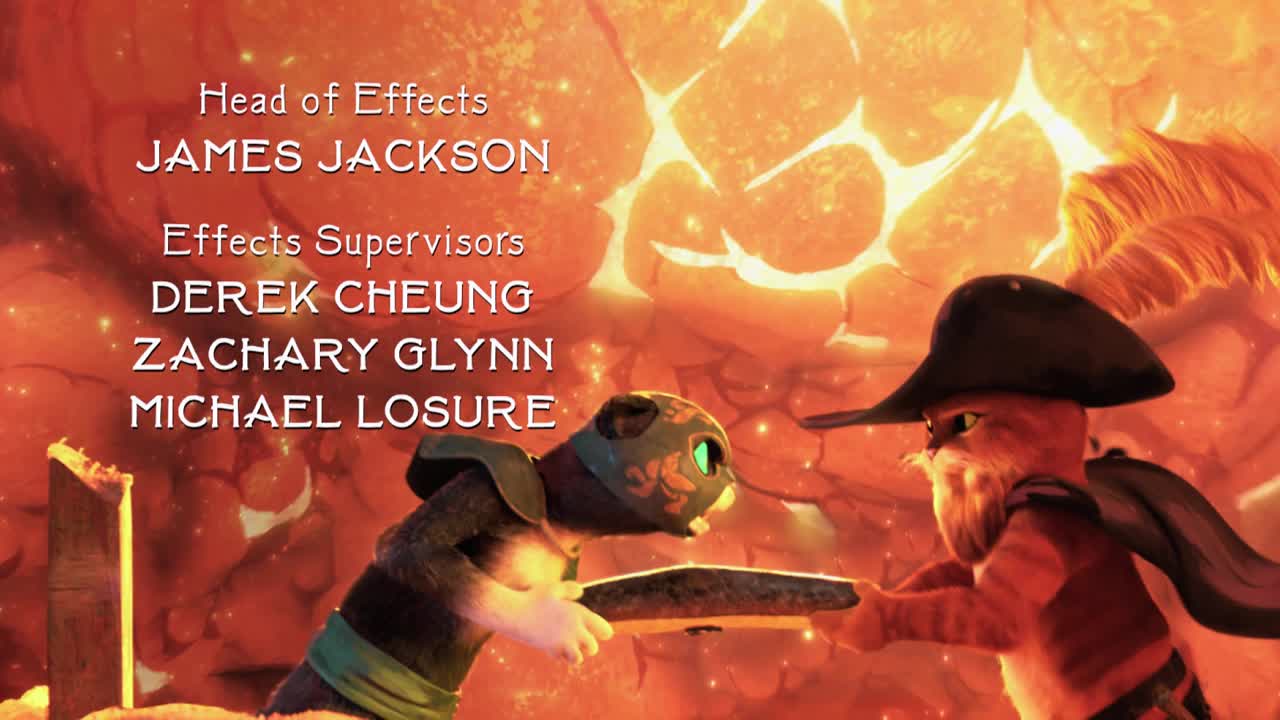 Head of Effects
JAMES JACKSON
Effects Supervisors
DEREK CHEUNG
ZACHARY GLYNN
MICHAEL LOSURE